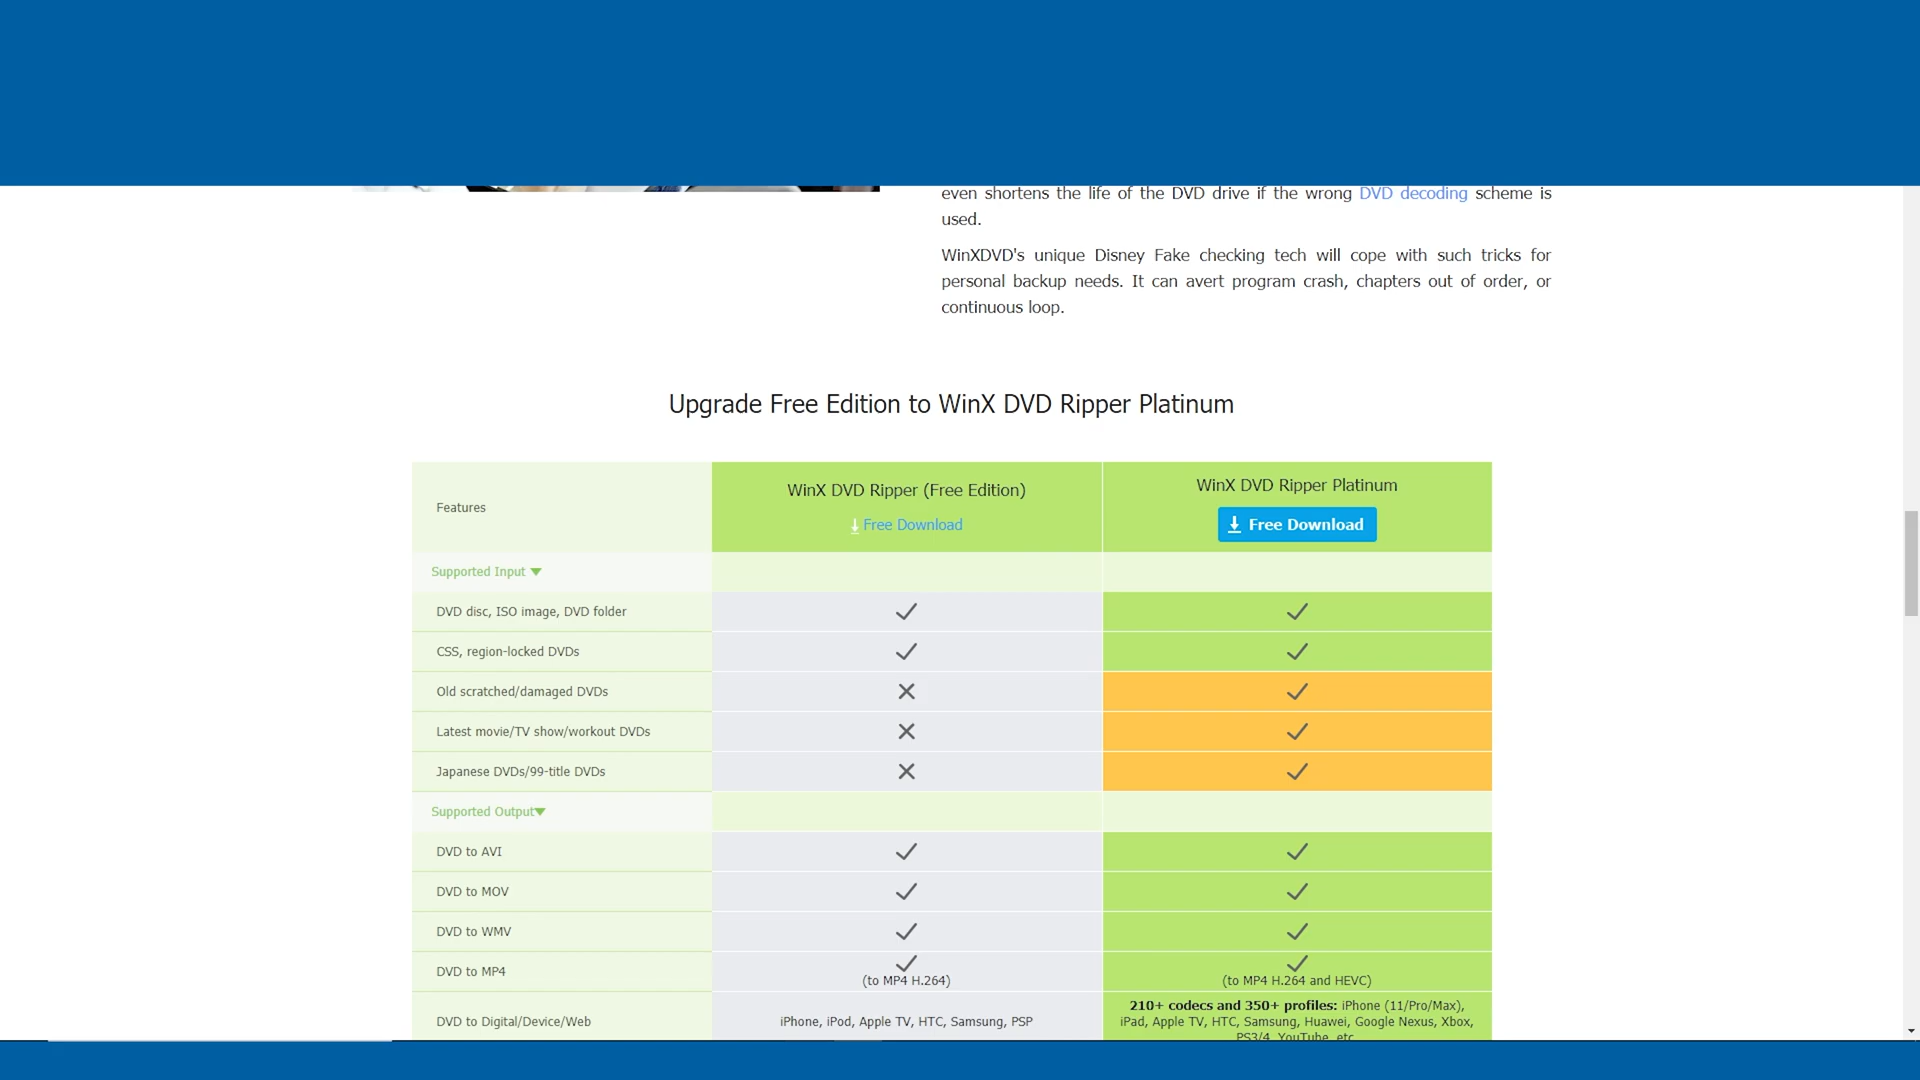 even shortens the life of the DVD drive if the wrong DVD decoding scheme is
used.
WinXDVD's unique Disney Fake checking tech will cope with such tricks for
personal backup needs. It can avert program crash, chapters out of order, or
continuous loop.
Upgrade Free Edition to WinX DVD Ripper Platinum
Features
WinX DVD Ripper (Free Edition)
Free Download
WinX DVD Ripper Platinum
Free Download
Supported Input
DVD disc, ISO image, DVD folder
CSS, region-locked DVDs
Old scratched/damaged DVDs
Latest movie/TV show/workout DVDs
Japanese DVDs/99-title DVDs
Supported Output
DVD to AVI
DVD to MOV
DVD to WMV
DVD to MP4
(to MP4 H.264)
(to MP4 H.264 and HEVC)
DVD to Digital/Device/Web
iPhone, iPod, Apple TV, HTC, Samsung, PSP
210+ codecs and 350+ profiles: iPhone (11/Pro/Max),
iPad, Apple TV, HTC, Samsung, Huawei, Google Nexus, Xbox,
PS3/4, YouTube, etc